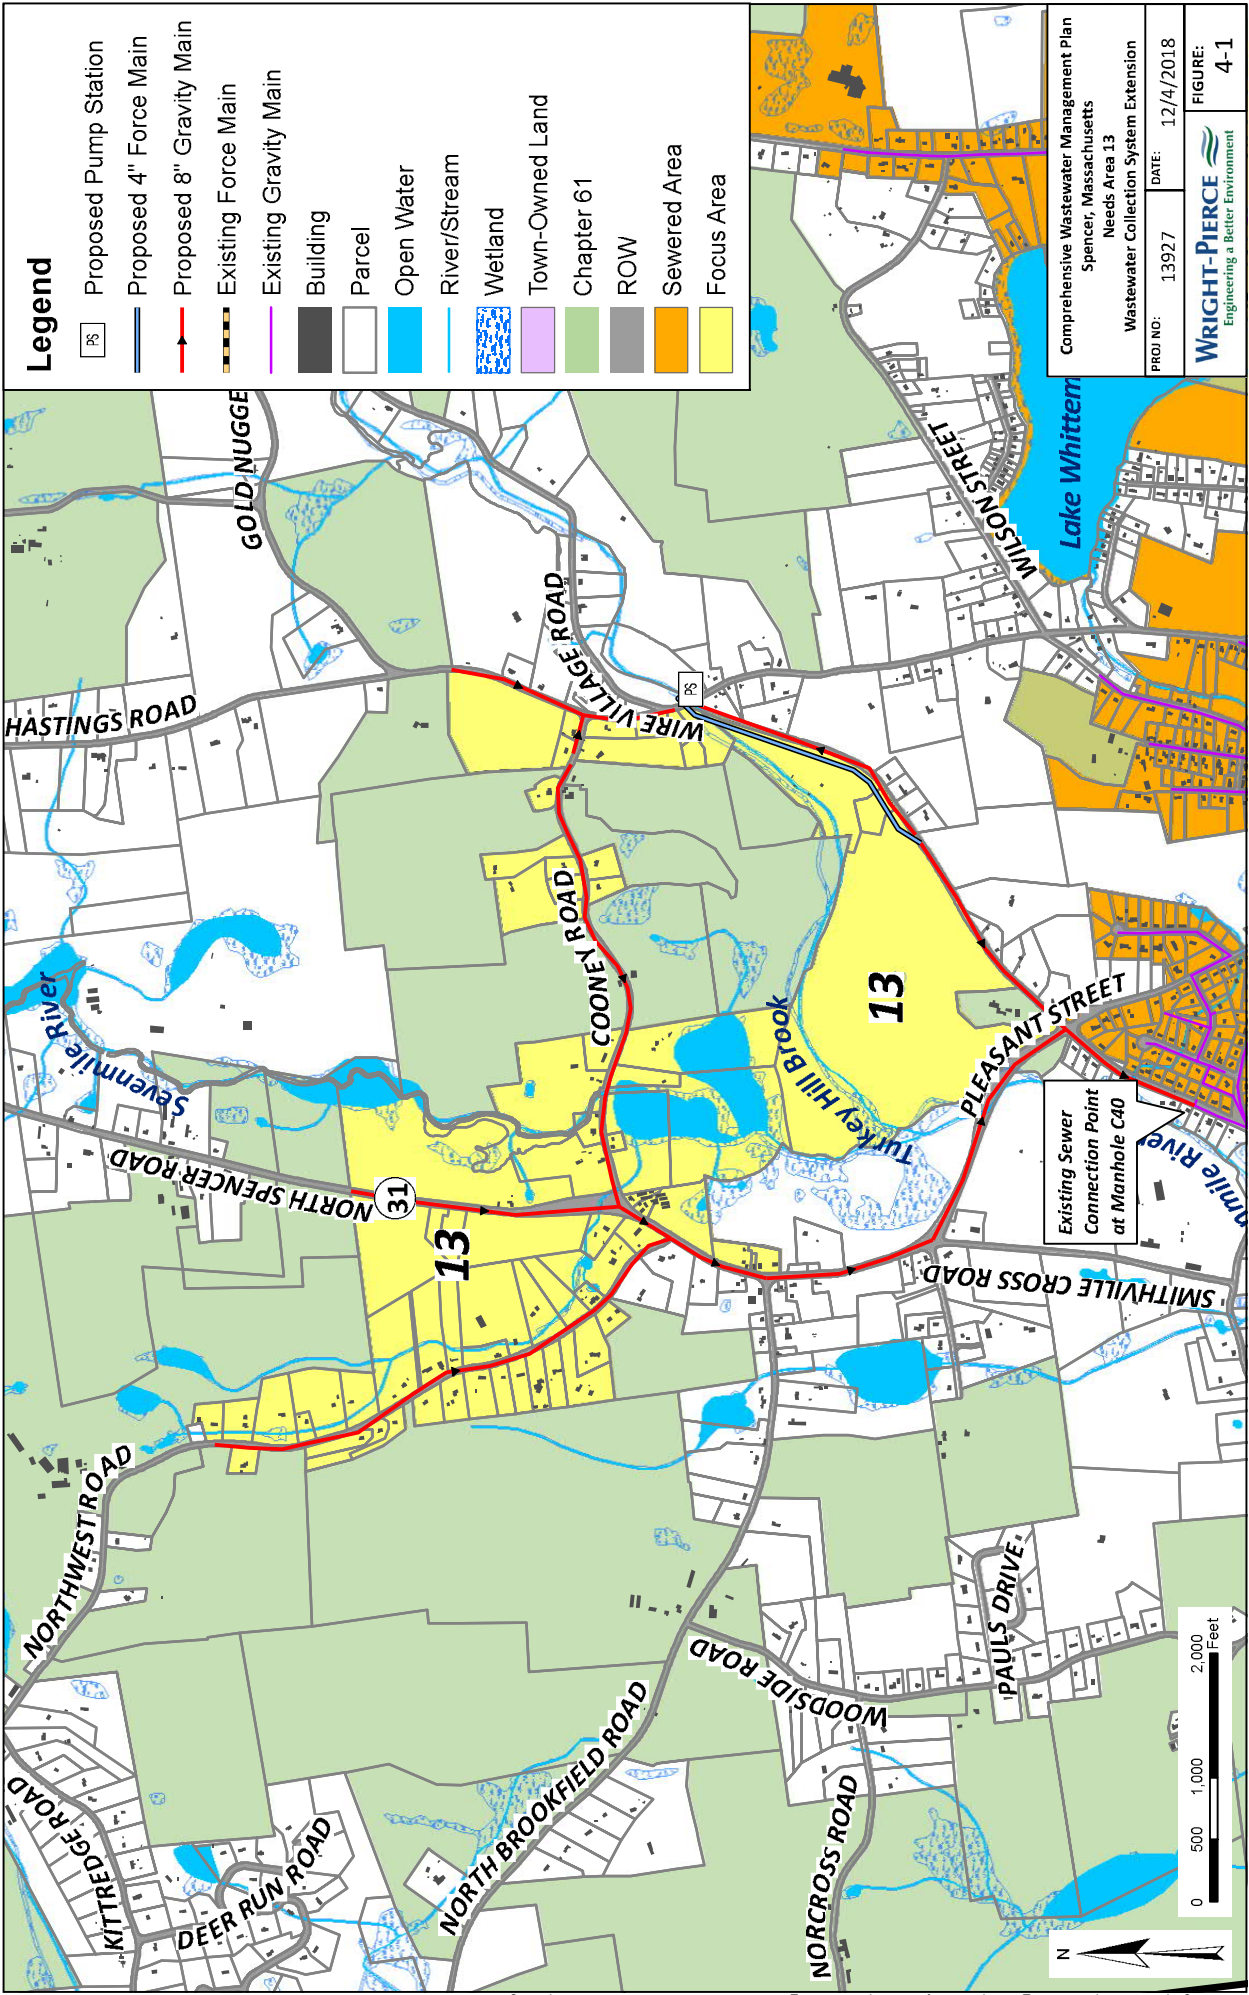 Legend
PS
Proposed Pump Station
Proposed 4" Force Main
Proposed 8" Gravity Main
Existing Force Main
Existing Gravity Main
Building
Parcel
Open Water
River/Stream
Wetland
Town-Owned Land
Chapter 61
ROW
Sewered Area
Focus Area
Comprehensive Wastewater Management Plan
Spencer, Massachusetts
Needs Area 13
Wastewater Collection System Extension
PROJ NO:
13927
DATE:
12/4/2018
WRIGHT-PIERCE
Engineering a Better Environment
FIGURE:
4-1
KITTREDGE ROAD
DEER RUN ROAD
NORTHWEST ROAD
NORTH BROOKFIELD ROAD
WOODSIDE ROAD
NORCROSS ROAD
PAULS DRIVE
NORTH SPENCER ROAD
31
13
Sevenmile River
HASTINGS ROAD
GOLD NUGGE
COONEY ROAD
WIRE VILLAGE ROAD
PS
13
Turkey Hill Brook
PLEASANT STREET
SMITHVILLE CROSS ROAD
WILSON STREET
Lake Whittem
Existing Sewer
Connection Point
at Manhole C40
nmile River
N
0
500
1,000
2,000
Feet